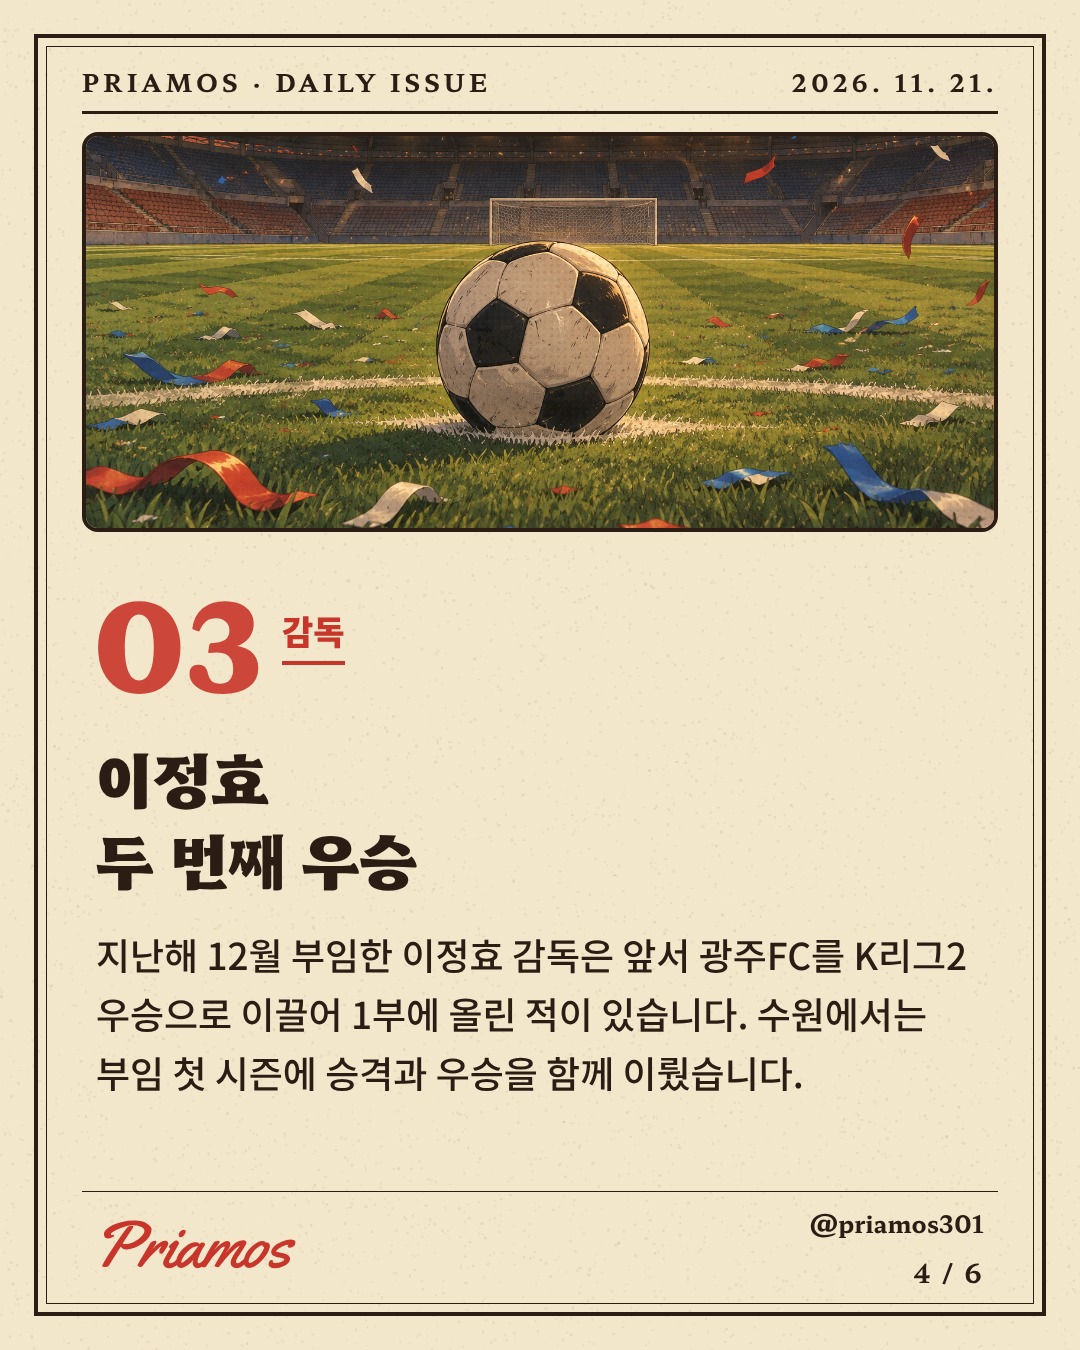 PRIAMOS · DAILY ISSUE
2026. 11. 21.
03
감독
이정효
두 번째 우승
지난해 12월 부임한 이정효 감독은 앞서 광주FC를 K리그2
우승으로 이끌어 1부에 올린 적이 있습니다. 수원에서는
부임 첫 시즌에 승격과 우승을 함께 이뤘습니다.
Priamos
@priamos301
4 / 6